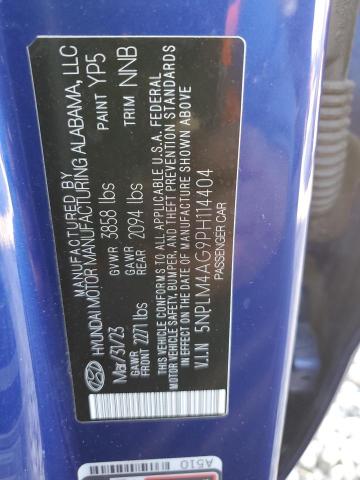 MANUFACTURED BY
HYUNDAI MOTOR MANUFACTURING ALABAMA, LLC
Mar/31/23 GVWR 3858 lbs PAINT YP5
GAWR FRONT 2271 lbs GAWR REAR 2094 lbs TRIM NNB
THIS VEHICLE CONFORMS TO ALL APPLICABLE U.S.A. FEDERAL
MOTOR VEHICLE SAFETY, BUMPER, AND THEFT PREVENTION STANDARDS
IN EFFECT ON THE DATE OF MANUFACTURE SHOWN ABOVE
V.I.N 5NPLM4AG9PH114404
PASSENGER CAR
A510